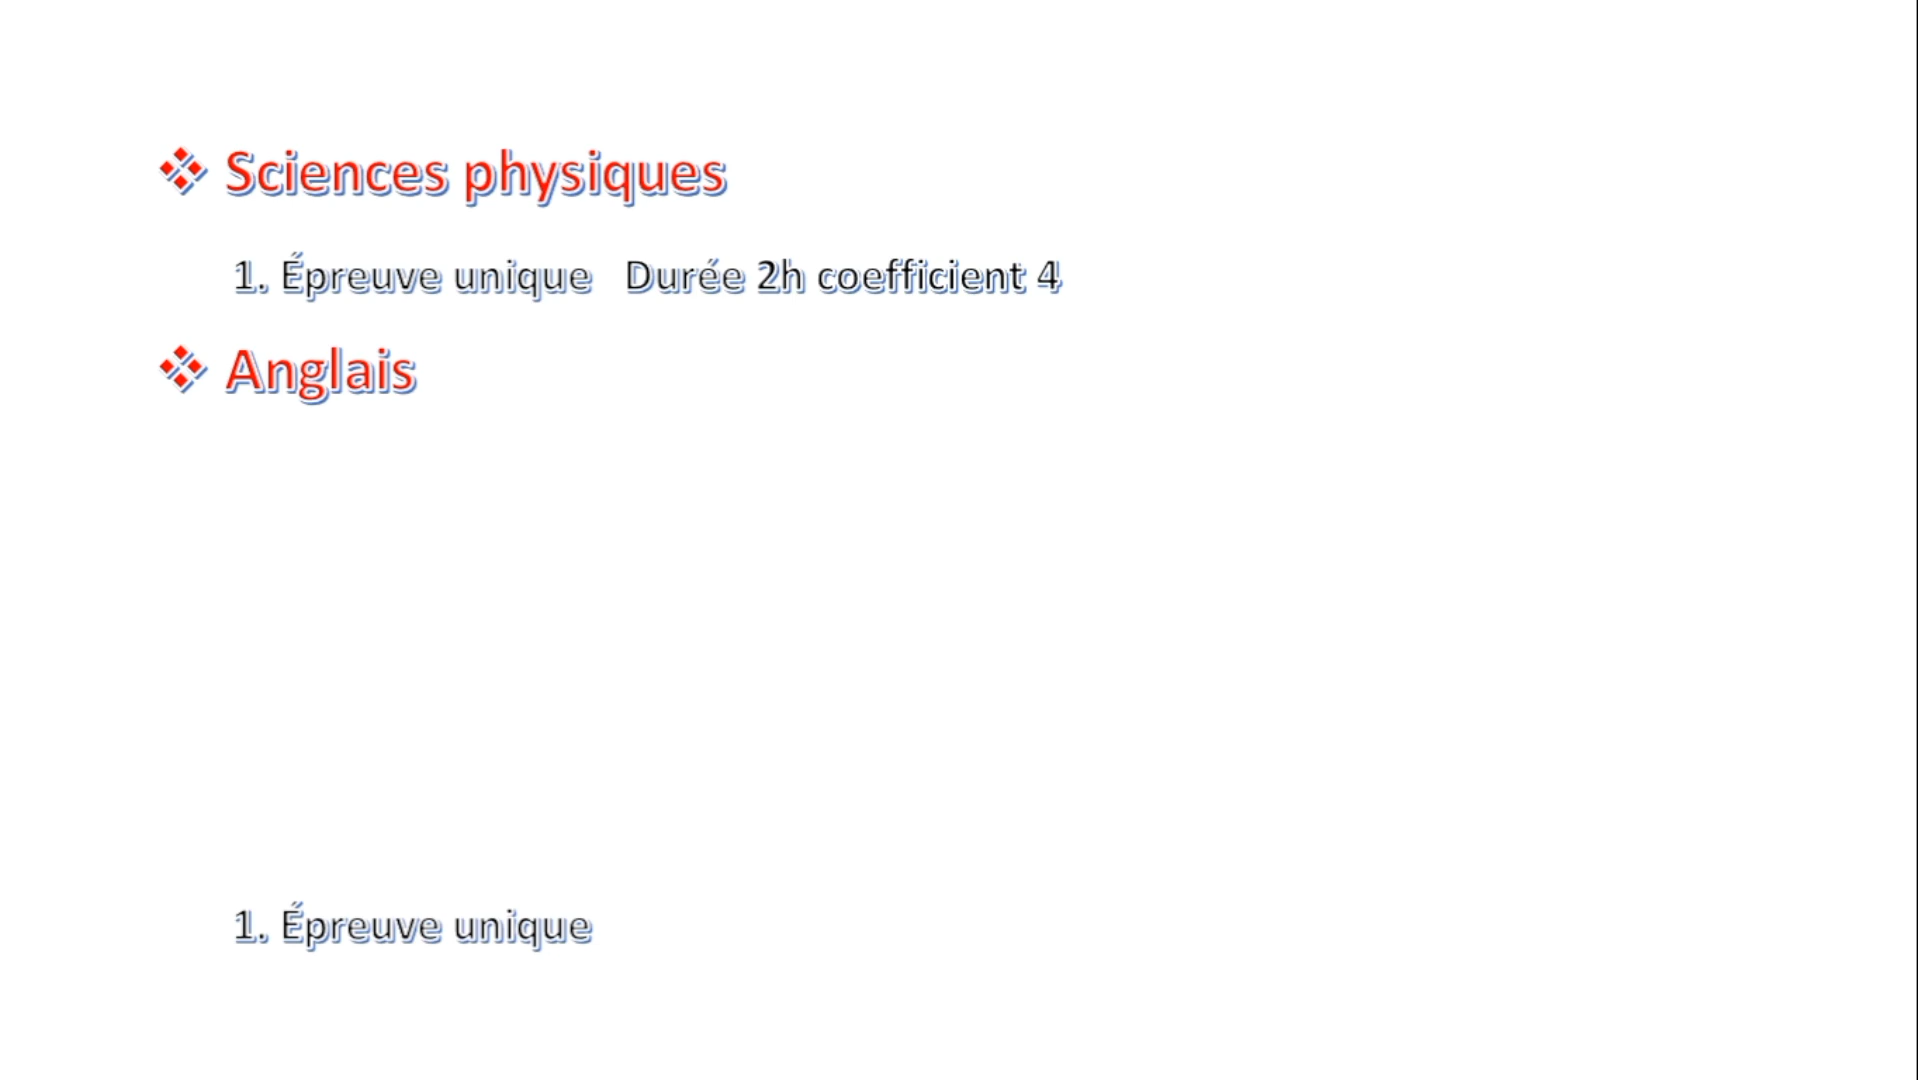 ❖ Sciences physiques
1. Épreuve unique Durée 2h coefficient 4
❖ Anglais
1. Épreuve unique